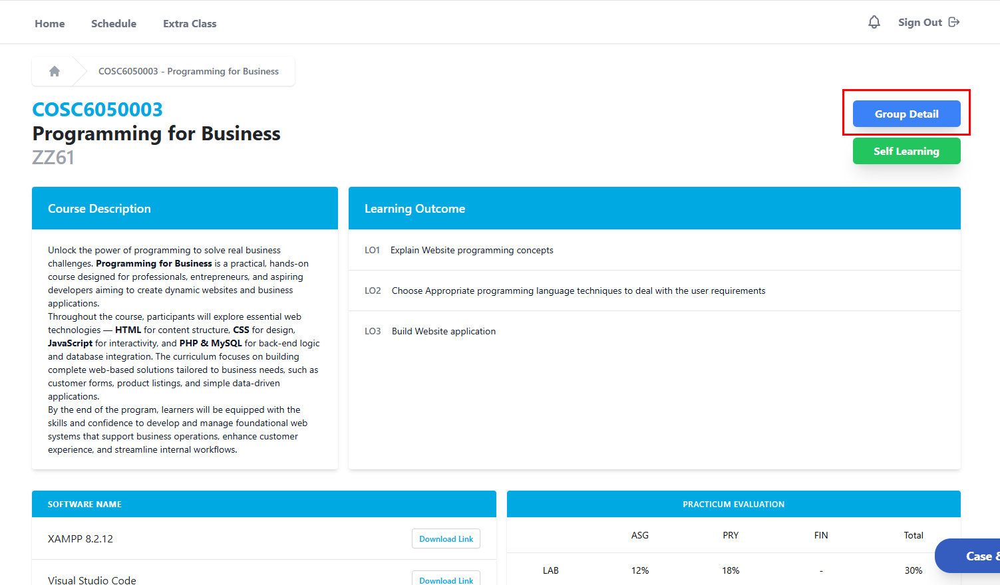 Home Schedule Extra Class Sign Out
COSC6050003 - Programming for Business
COSC6050003
Programming for Business
ZZ61
Group Detail
Self Learning
Course Description
Unlock the power of programming to solve real business
challenges. Programming for Business is a practical, hands-on
course designed for professionals, entrepreneurs, and aspiring
developers aiming to create dynamic websites and business
applications.
Throughout the course, participants will explore essential web
technologies — HTML for content structure, CSS for design,
JavaScript for interactivity, and PHP & MySQL for back-end logic
and database integration. The curriculum focuses on building
complete web-based solutions tailored to business needs, such as
customer forms, product listings, and simple data-driven
applications.
By the end of the program, learners will be equipped with the
skills and confidence to develop and manage foundational web
systems that support business operations, enhance customer
experience, and streamline internal workflows.
Learning Outcome
LO1 Explain Website programming concepts
LO2 Choose Appropriate programming language techniques to deal with the user requirements
LO3 Build Website application
SOFTWARE NAME
XAMPP 8.2.12 Download Link
Visual Studio Code Download Link
PRACTICUM EVALUATION
ASG PRY FIN Total
LAB 12% 18% - 30%
Case &